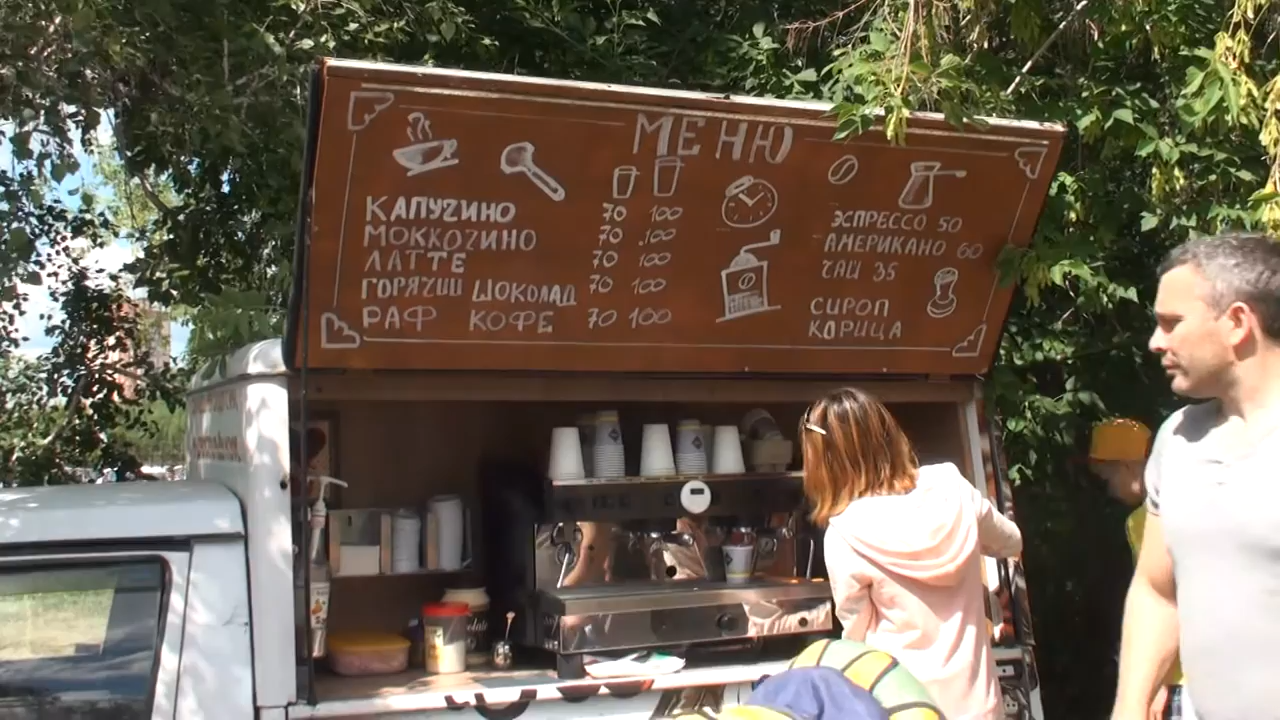 МЕНЮ
КАПУЧИНО 70 100
МОККОЧИНО 70 100
ЛАТТЕ 70 100
ГОРЯЧИЙ ШОКОЛАД 70 100
РАФ КОФЕ 70 100
ЭСПРЕССО 50
АМЕРИКАНО 60
ЧАЙ 35
СИРОП
КОРИЦА